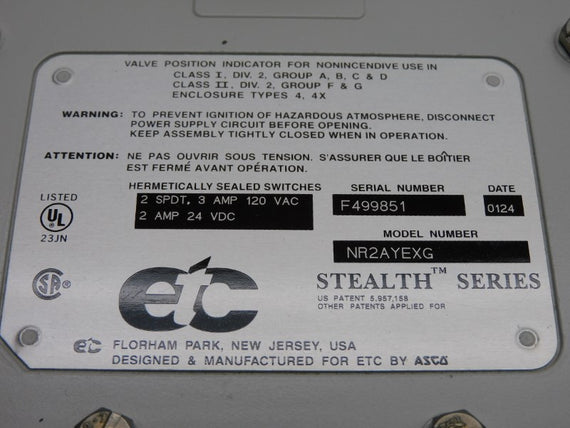 VALVE POSITION INDICATOR FOR NONINCENDIVE USE IN
CLASS I, DIV. 2, GROUP A, B, C & D
CLASS II, DIV. 2, GROUP F & G
ENCLOSURE TYPES 4, 4X
WARNING: TO PREVENT IGNITION OF HAZARDOUS ATMOSPHERE, DISCONNECT
POWER SUPPLY CIRCUIT BEFORE OPENING.
KEEP ASSEMBLY TIGHTLY CLOSED WHEN IN OPERATION.
ATTENTION: NE PAS OUVRIR SOUS TENSION. S'ASSURER QUE LE BOÎTIER
EST FERMÉ AVANT OPÉRATION.
HERMETICALLY SEALED SWITCHES
2 SPDT, 3 AMP 120 VAC
2 AMP 24 VDC
SERIAL NUMBER
F499851
DATE
0124
MODEL NUMBER
NR2AYEXG
LISTED
UL
23JN
SA ®
etc
STEALTH™ SERIES
US PATENT 5,957,158
OTHER PATENTS APPLIED FOR
etc FLORHAM PARK, NEW JERSEY, USA
DESIGNED & MANUFACTURED FOR ETC BY ASCO